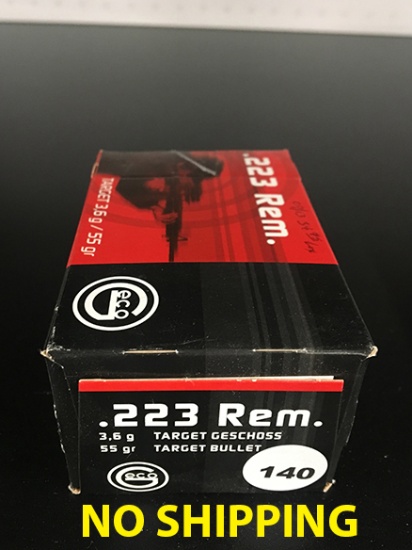 .223 Rem.
TARGET 3,6 g / 55 gr
Geco
.223 Rem.
3,6 g TARGET GESCHOSS
55 gr TARGET BULLET
140
Geco
NO SHIPPING